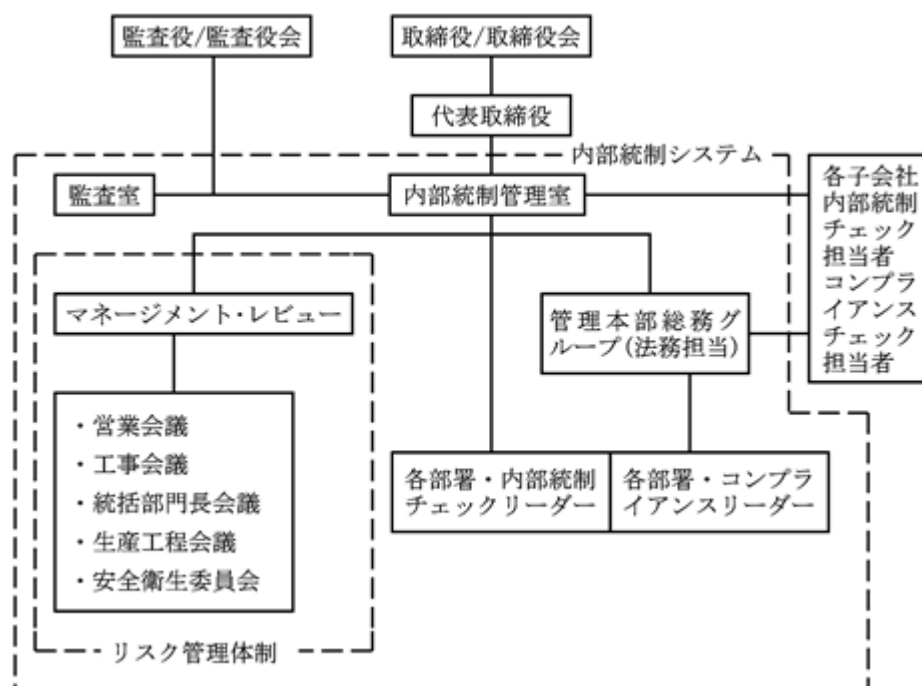 監査役/監査役会
取締役/取締役会
代表取締役
内部統制システム
監査室
内部統制管理室
各子会社
内部統制
チェック
担当者
コンプラ
イアンス
チェック
担当者
マネージメント・レビュー
管理本部総務グ
ループ(法務担当)
・営業会議
・工事会議
・統括部門長会議
・生産工程会議
・安全衛生委員会
各部署・内部統制
チェックリーダー
各部署・コンプラ
イアンスリーダー
リスク管理体制